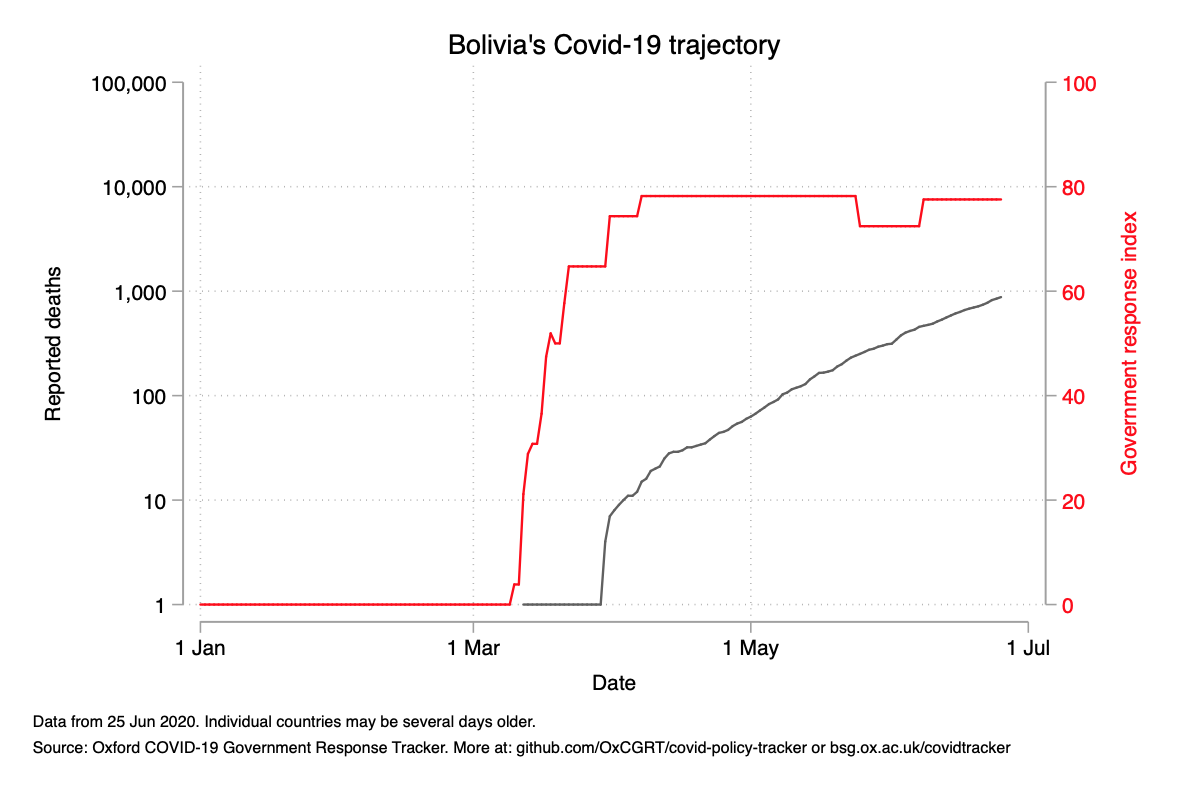 Bolivia's Covid-19 trajectory
100,000
10,000
1,000
100
10
1
Reported deaths
100
80
60
40
20
0
Government response index
1 Jan
1 Mar
1 May
1 Jul
Date
Data from 25 Jun 2020. Individual countries may be several days older.
Source: Oxford COVID-19 Government Response Tracker. More at: github.com/OxCGRT/covid-policy-tracker or bsg.ox.ac.uk/covidtracker